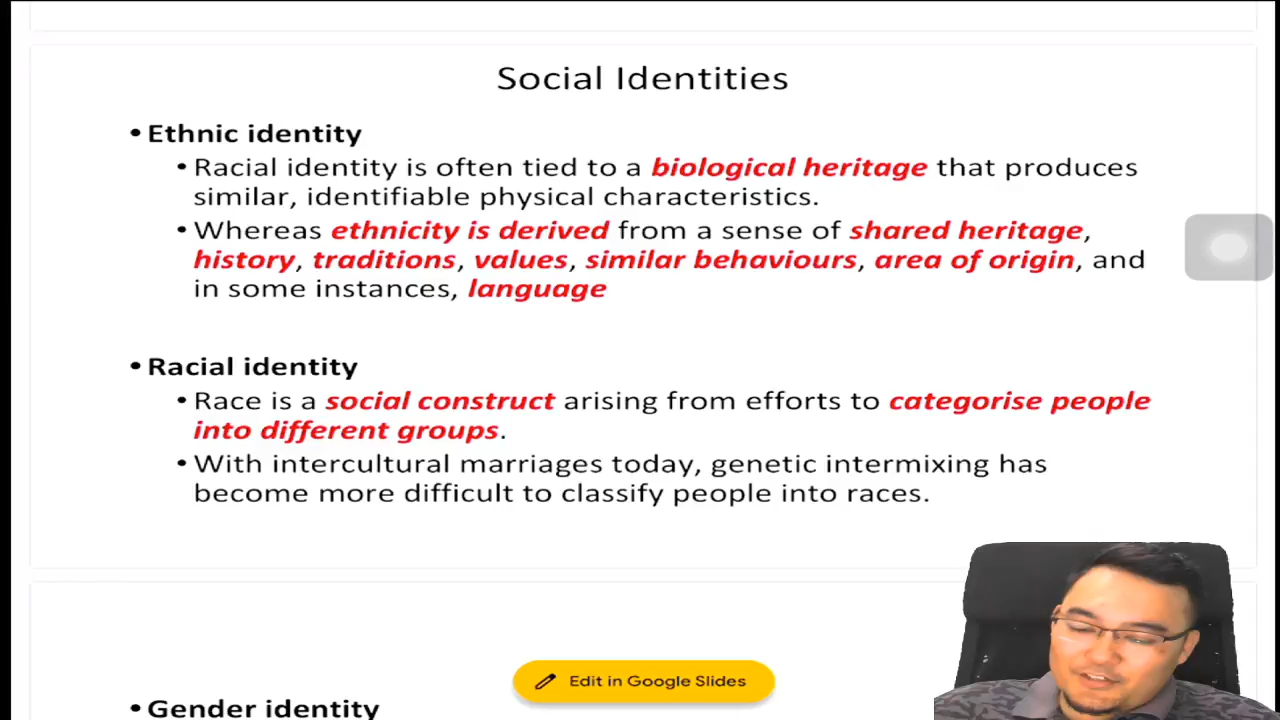 Social Identities
• Ethnic identity
• Racial identity is often tied to a biological heritage that produces
similar, identifiable physical characteristics.
• Whereas ethnicity is derived from a sense of shared heritage,
history, traditions, values, similar behaviours, area of origin, and
in some instances, language
• Racial identity
• Race is a social construct arising from efforts to categorise people
into different groups.
• With intercultural marriages today, genetic intermixing has
become more difficult to classify people into races.
Edit in Google Slides
• Gender identity